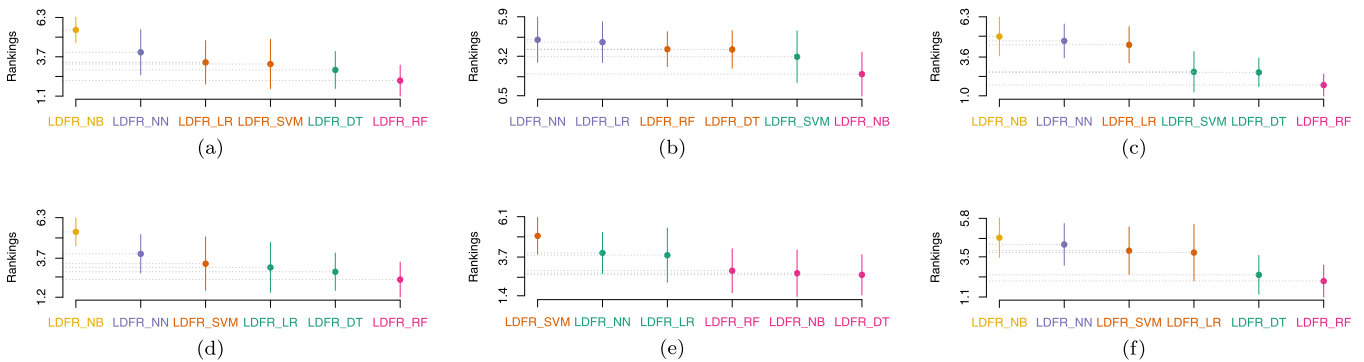 Rankings
6.3
3.7
1.1
LDFR_NB LDFR_NN LDFR_LR LDFR_SVM LDFR_DT LDFR_RF
(a)
Rankings
5.9
3.2
0.5
LDFR_NN LDFR_LR LDFR_RF LDFR_DT LDFR_SVM LDFR_NB
(b)
Rankings
6.3
3.6
1.0
LDFR_NB LDFR_NN LDFR_LR LDFR_SVM LDFR_DT LDFR_RF
(c)
Rankings
6.3
3.7
1.2
LDFR_NB LDFR_NN LDFR_SVM LDFR_LR LDFR_DT LDFR_RF
(d)
Rankings
6.1
3.7
1.4
LDFR_SVM LDFR_NN LDFR_LR LDFR_RF LDFR_NB LDFR_DT
(e)
Rankings
5.8
3.5
1.1
LDFR_NB LDFR_NN LDFR_SVM LDFR_LR LDFR_DT LDFR_RF
(f)